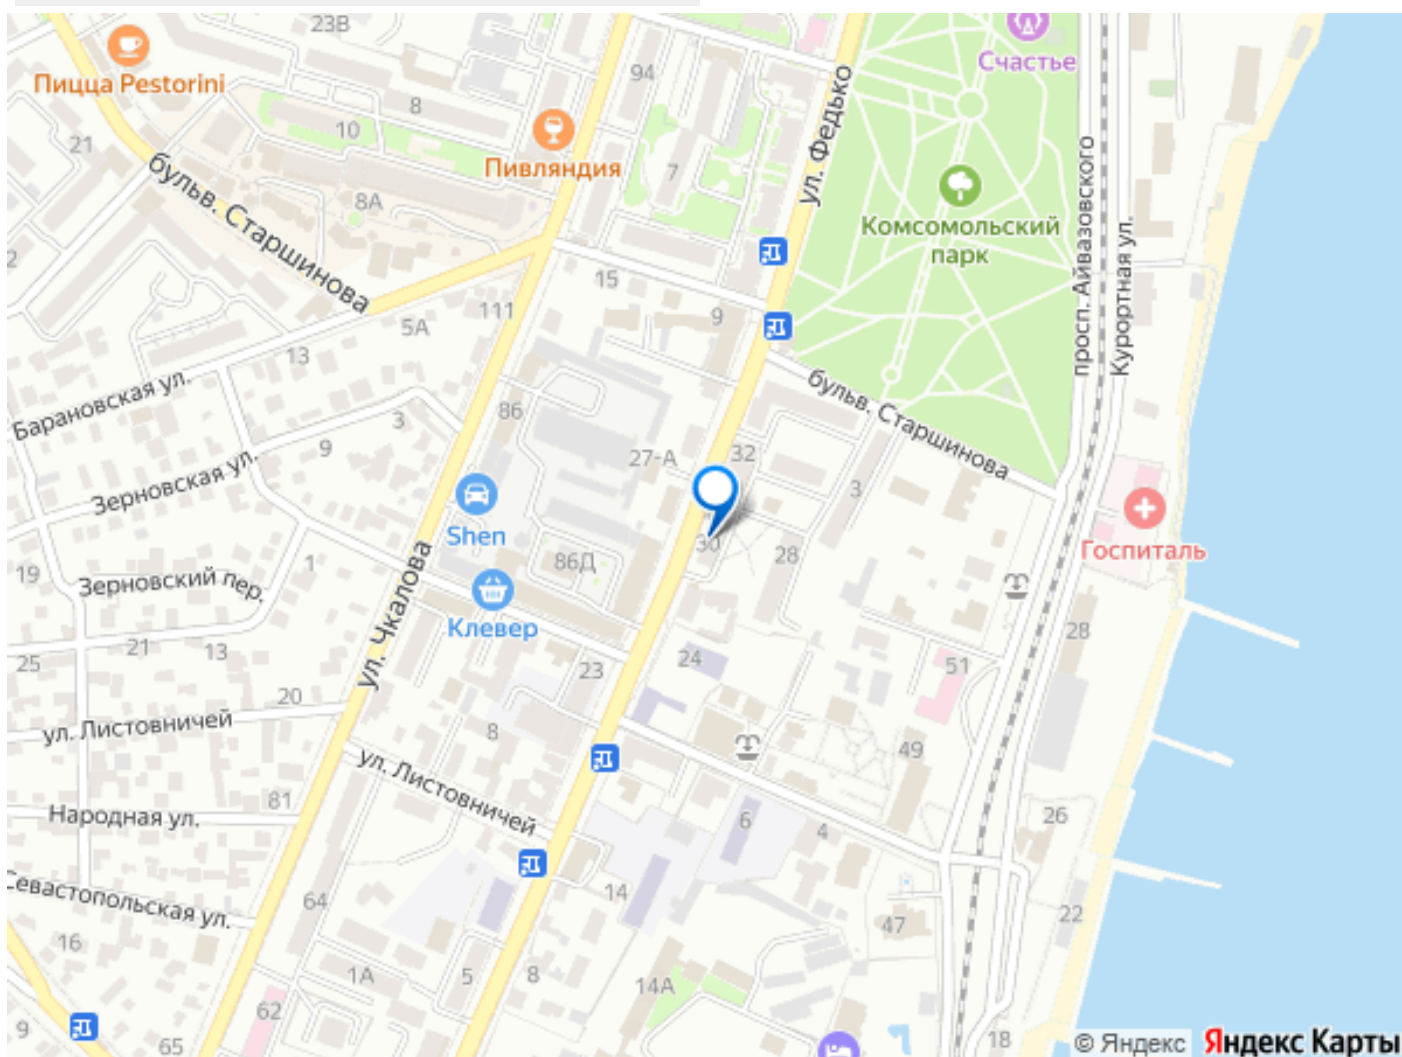 23В
Счастье
Пицца Pestorini
94
8
ул. Федько
10
21
Пивляндия
7
бульв. Старшинова
8А
Комсомольский
парк
просп. Айвазовского
Курортная ул.
2
15
111
9
5А
13
бульв. Старшинова
Барановская ул.
86
3
9
27-А
32
3
Зерновская ул.
Shen
Госпиталь
30
28
1
86Д
19
Зерновский пер.
ул. Чкалова
Клевер
28
21
13
25
23
24
51
20
ул. Листовничей
8
49
ул. Листовничей
81
Народная ул.
6
4
26
Севастопольская ул.
64
14
22
47
16
1А
5
8
14А
62
9
65
18
© Яндекс
Яндекс Карты